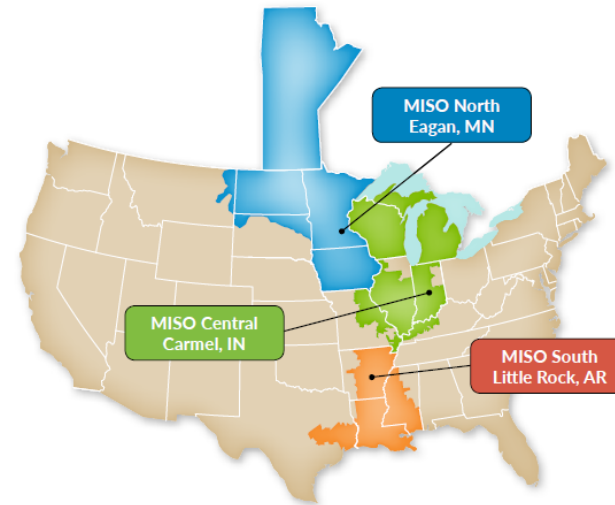 MISO North
Eagan, MN
MISO Central
Carmel, IN
MISO South
Little Rock, AR